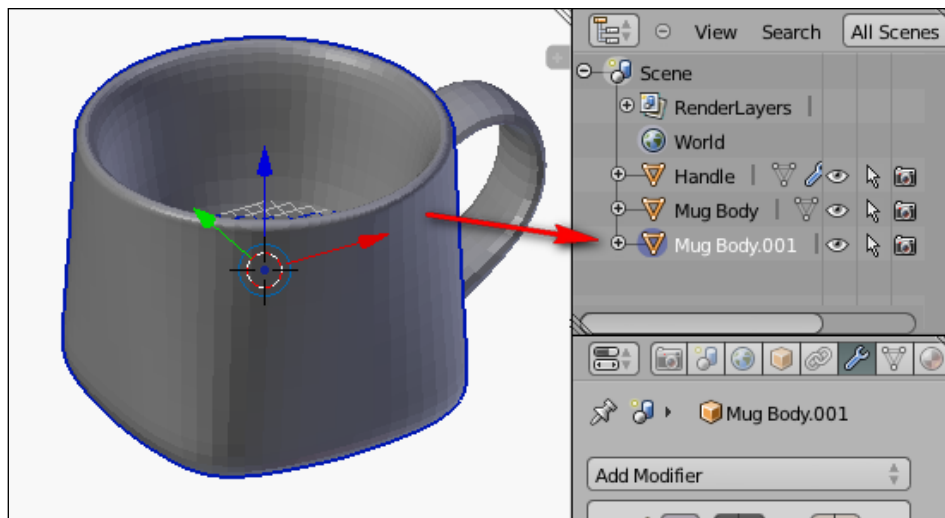 View Search All Scenes
Scene
RenderLayers
World
Handle
Mug Body
Mug Body.001
Mug Body.001
Add Modifier